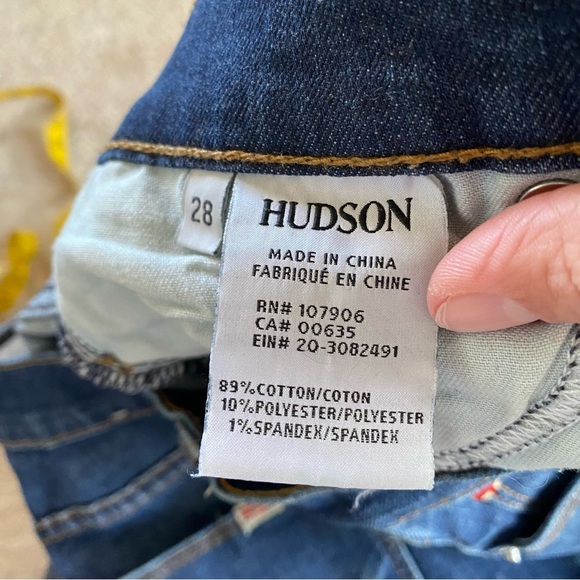 28
HUDSON
MADE IN CHINA
FABRIQUÉ EN CHINE
RN# 107906
CA# 00635
EIN# 20-3082491
89%COTTON/COTON
10%POLYESTER/POLYESTER
1%SPANDEX/SPANDEX